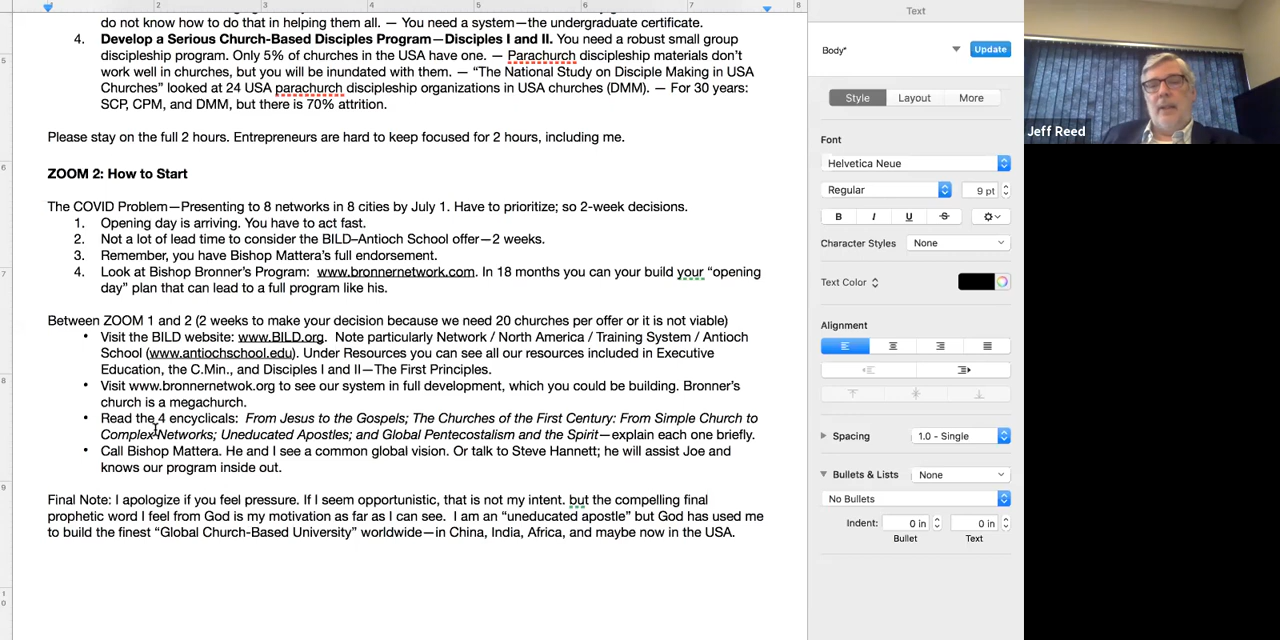 do not know how to do that in helping them all. — You need a system—the undergraduate certificate.
4. Develop a Serious Church-Based Disciples Program—Disciples I and II. You need a robust small group
discipleship program. Only 5% of churches in the USA have one. — Parachurch discipleship materials don't
work well in churches, but you will be inundated with them. — “The National Study on Disciple Making in USA
Churches” looked at 24 USA parachurch discipleship organizations in USA churches (DMM). — For 30 years:
SCP, CPM, and DMM, but there is 70% attrition.
Please stay on the full 2 hours. Entrepreneurs are hard to keep focused for 2 hours, including me.
ZOOM 2: How to Start
The COVID Problem—Presenting to 8 networks in 8 cities by July 1. Have to prioritize; so 2-week decisions.
1. Opening day is arriving. You have to act fast.
2. Not a lot of lead time to consider the BILD–Antioch School offer—2 weeks.
3. Remember, you have Bishop Mattera's full endorsement.
4. Look at Bishop Bronner's Program: www.bronnernetwork.com. In 18 months you can your build your “opening
day” plan that can lead to a full program like his.
Between ZOOM 1 and 2 (2 weeks to make your decision because we need 20 churches per offer or it is not viable)
• Visit the BILD website: www.BILD.org. Note particularly Network / North America / Training System / Antioch
School (www.antiochschool.edu). Under Resources you can see all our resources included in Executive
Education, the C.Min., and Disciples I and II—The First Principles.
• Visit www.bronnernetwok.org to see our system in full development, which you could be building. Bronner's
church is a megachurch.
• Read the 4 encyclicals: From Jesus to the Gospels; The Churches of the First Century: From Simple Church to
Complex Networks; Uneducated Apostles; and Global Pentecostalism and the Spirit—explain each one briefly.
• Call Bishop Mattera. He and I see a common global vision. Or talk to Steve Hannett; he will assist Joe and
knows our program inside out.
Final Note: I apologize if you feel pressure. If I seem opportunistic, that is not my intent. but the compelling final
prophetic word I feel from God is my motivation as far as I can see. I am an “uneducated apostle” but God has used me
to build the finest “Global Church-Based University” worldwide—in China, India, Africa, and maybe now in the USA.
1 2 3 4 5 6 7 8
5
6
7
8
9
10
Text
Body*
Update
Style Layout More
Font
Helvetica Neue
Regular 9 pt
B I U S
Character Styles None
Text Color
Alignment
Spacing 1.0 - Single
Bullets & Lists None
No Bullets
Indent: 0 in 0 in
Bullet Text
Jeff Reed